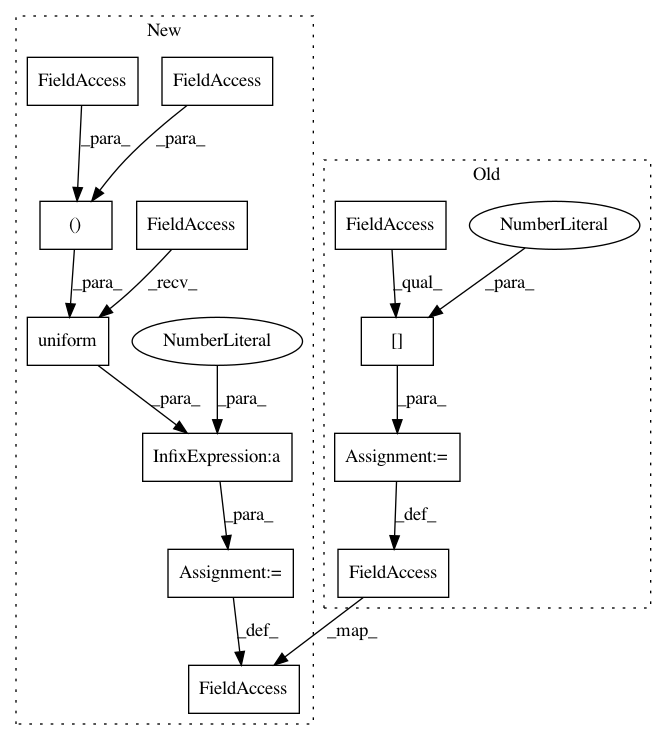 New
FieldAccess
FieldAccess
_para_
_para_
Old
()
FieldAccess
FieldAccess
NumberLiteral
_para_
_recv_
_qual_
_para_
uniform
NumberLiteral
[]
_para_
_para_
_para_
InfixExpression:a
Assignment:=
_para_
_def_
Assignment:=
FieldAccess
_def_
_map_
FieldAccess